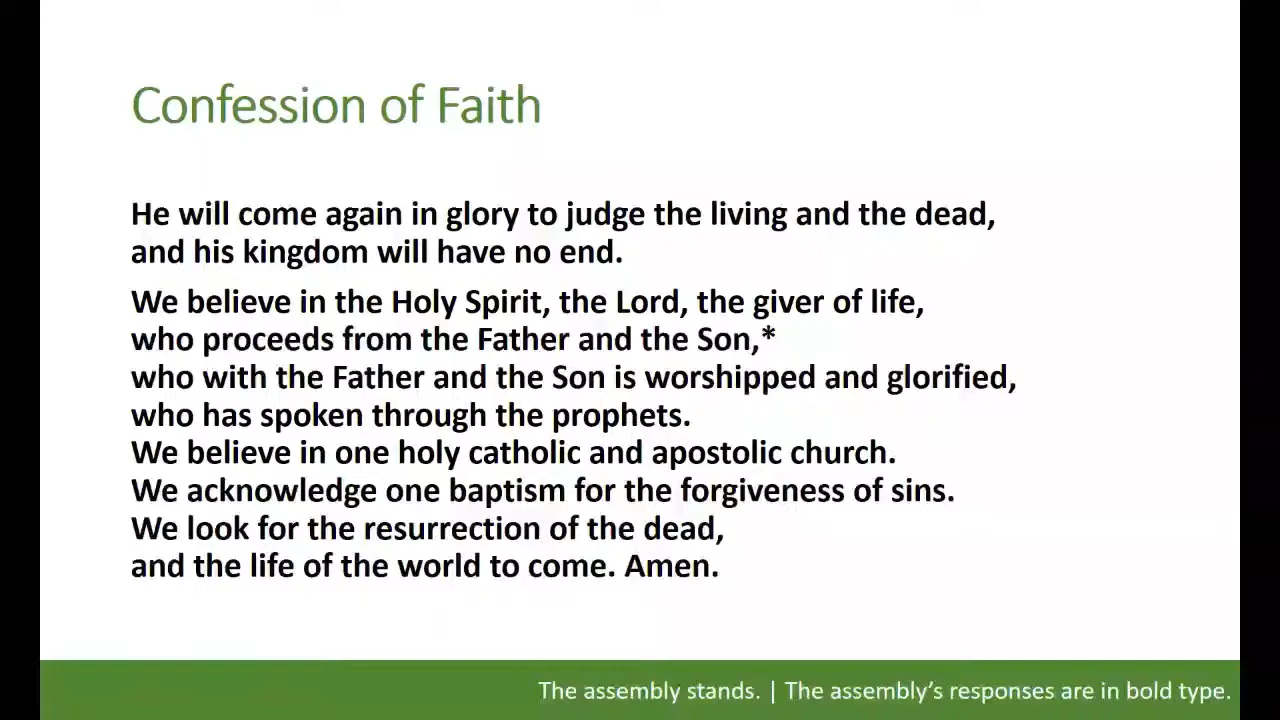 Confession of Faith
He will come again in glory to judge the living and the dead,
and his kingdom will have no end.
We believe in the Holy Spirit, the Lord, the giver of life,
who proceeds from the Father and the Son,*
who with the Father and the Son is worshipped and glorified,
who has spoken through the prophets.
We believe in one holy catholic and apostolic church.
We acknowledge one baptism for the forgiveness of sins.
We look for the resurrection of the dead,
and the life of the world to come. Amen.
The assembly stands. | The assembly’s responses are in bold type.